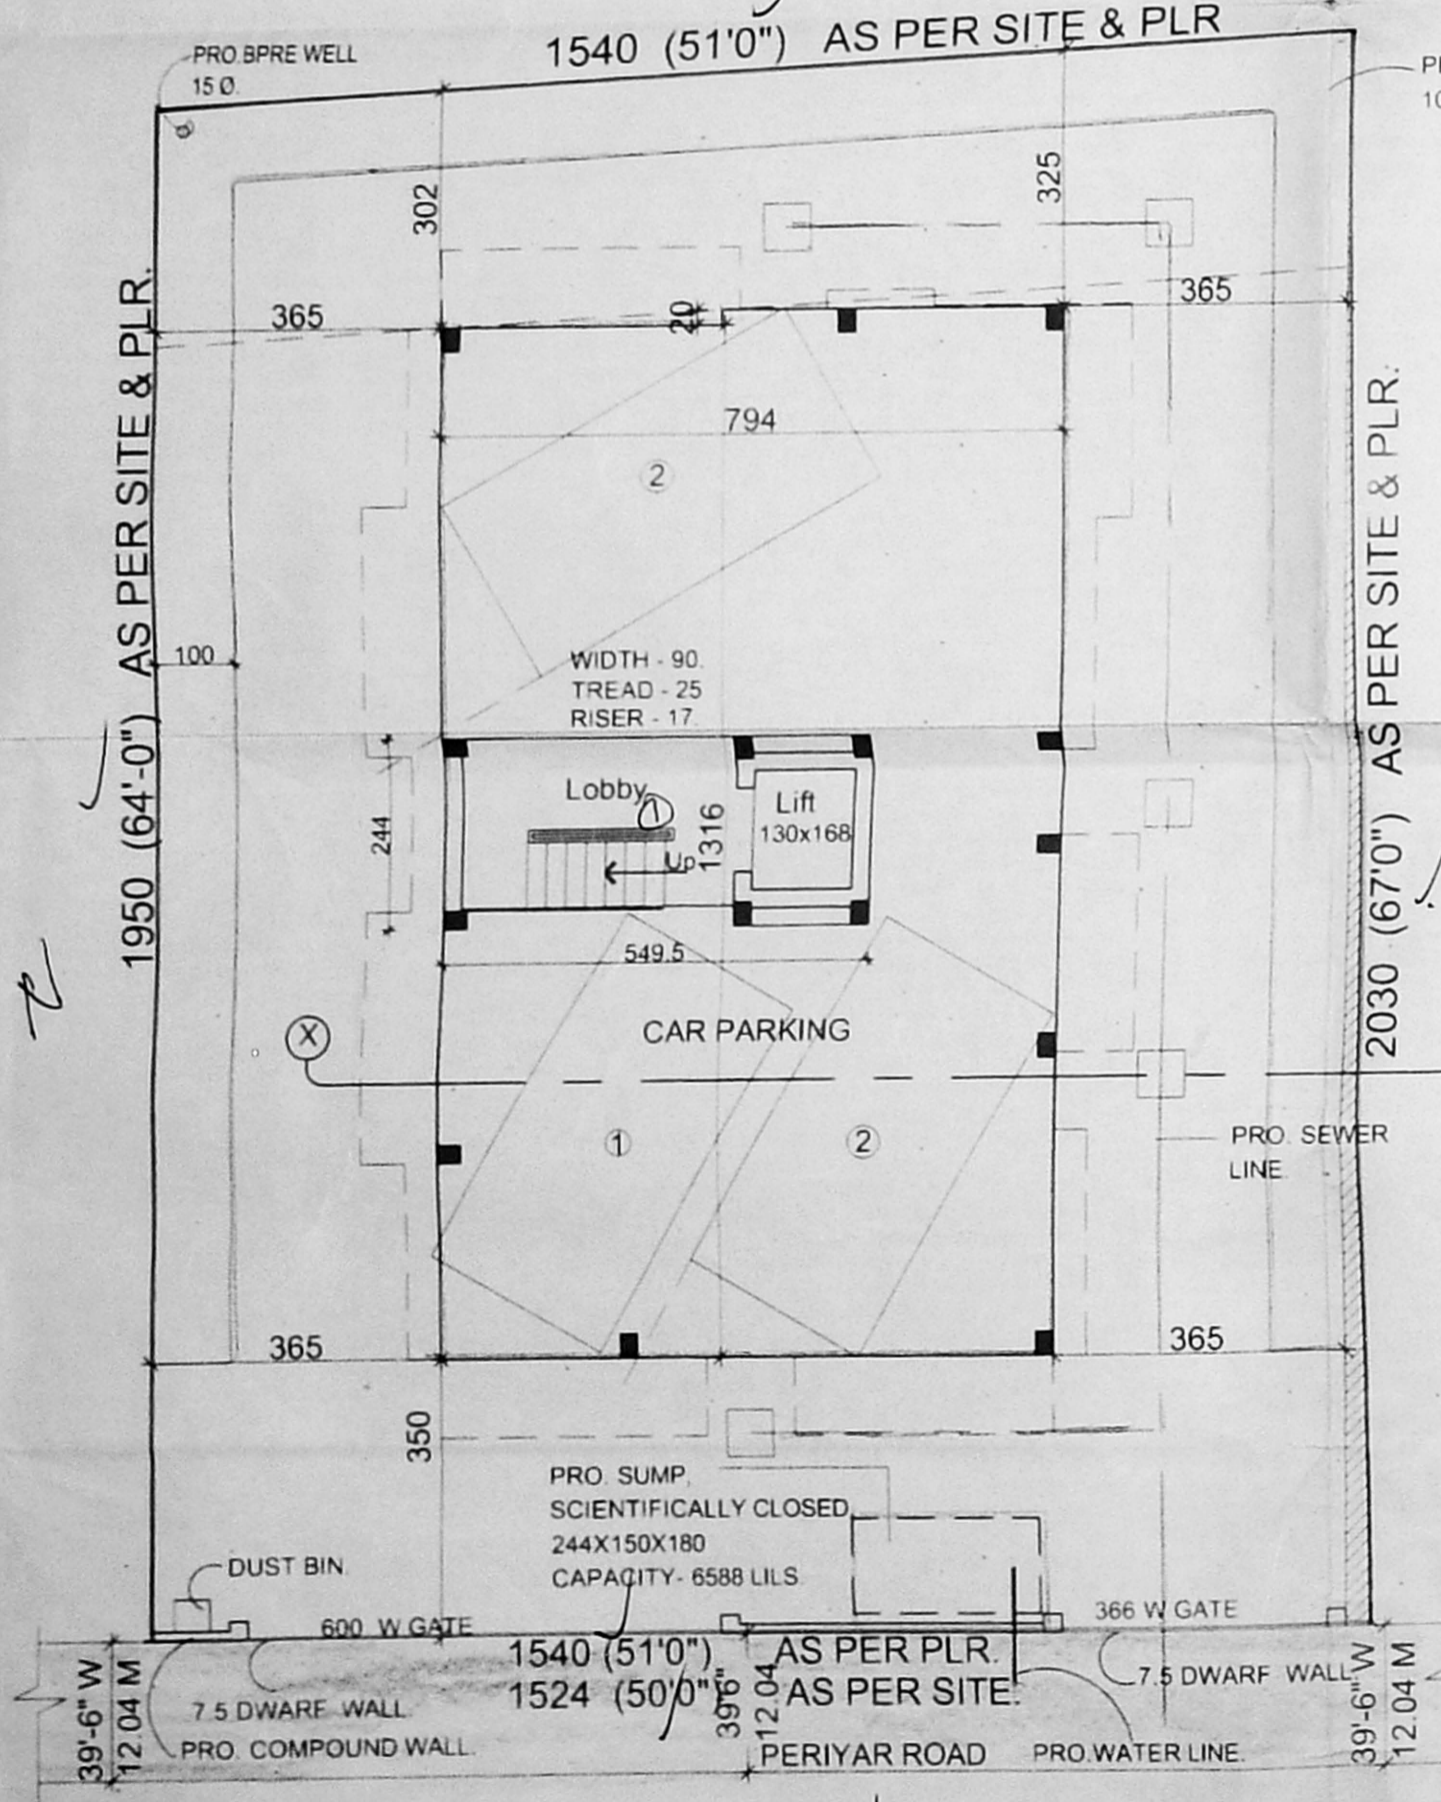 1540 (51'0") AS PER SITE & PLR
PRO.BPRE WELL
15 Ø.
302
325
365
20
365
794
2
1950 (64'-0") AS PER SITE & PLR.
2030 (67'0") AS PER SITE & PLR.
100
WIDTH - 90.
TREAD - 25
RISER - 17.
Lobby
1
Lift
130x168
1316
Up
244
549.5
CAR PARKING
X
1
2
PRO. SEWER
LINE.
365
365
350
PRO. SUMP,
SCIENTIFICALLY CLOSED
244X150X180
CAPACITY- 6588 LILS.
DUST BIN.
600 W GATE
366 W GATE
1540 (51'0") AS PER PLR.
1524 (50'0") AS PER SITE.
7.5 DWARF WALL
7.5 DWARF WALL.
PRO. COMPOUND WALL.
39'-6" W
12.04 M
39'6"
12.04
PERIYAR ROAD
PRO.WATER LINE.
39'-6" W
12.04 M